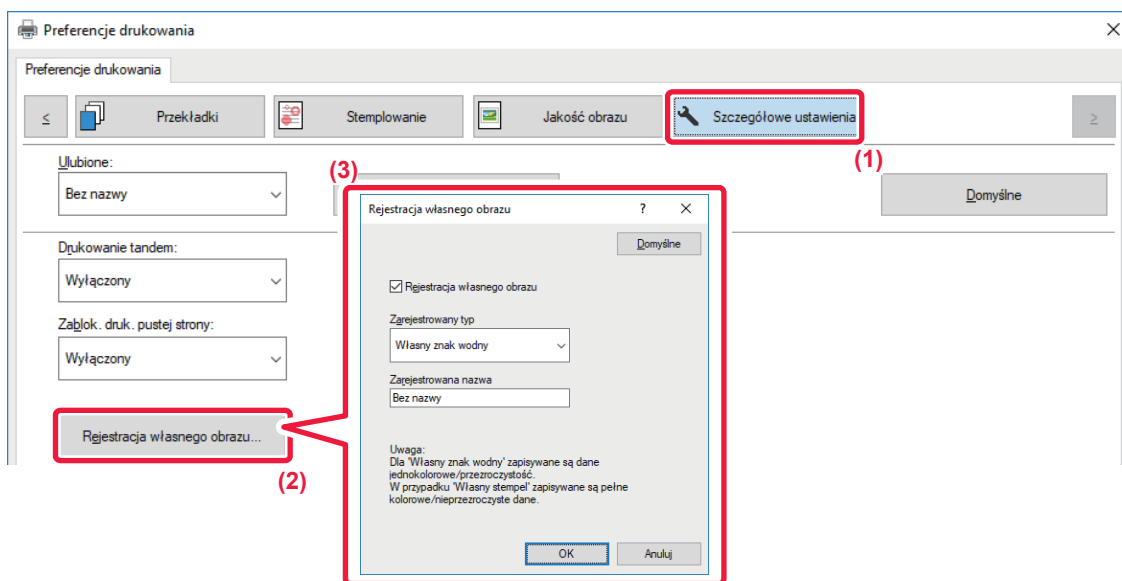 Preferencje drukowania
Preferencje drukowania
<
Przekładki
Stemplowanie
Jakość obrazu
Szczegółowe ustawienia
>
(1)
Ulubione:
Bez nazwy
Domyślne
(3)
Drukowanie tandem:
Wyłączony
Zablok. druk. pustej strony:
Wyłączony
Rejestracja własnego obrazu...
(2)
Rejestracja własnego obrazu
?
Domyślne
Rejestracja własnego obrazu
Zarejestrowany typ
Własny znak wodny
Zarejestrowana nazwa
Bez nazwy
Uwaga:
Dla 'Własny znak wodny' zapisywane są dane
jednokolorowe/przezroczystość.
W przypadku 'Własny stempel' zapisywane są pełne
kolorowe/nieprzezroczyste dane.
OK
Anuluj